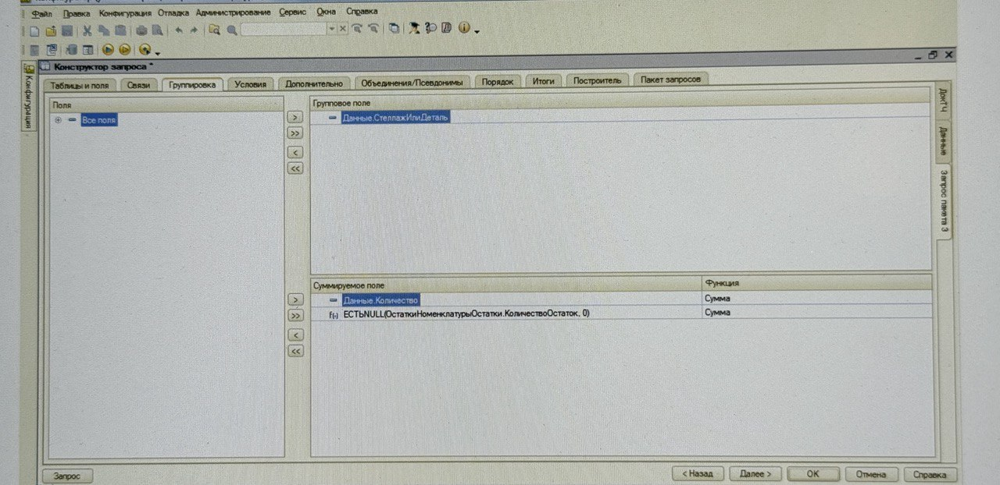 Файл Правка Конфигурация Отладка Администрирование Сервис Окна Справка
Конструктор запроса *
Таблицы и поля Связи Группировка Условия Дополнительно Объединения/Псевдонимы Порядок Итоги Построитель Пакет запросов
Конфигурация
Поля
Все поля
>
>>
<
<<
Групповое поле
Данные.СтеллажИлиДеталь
Суммируемое поле Функция
Данные.Количество Сумма
ЕСТЬNULL(ОстаткиНоменклатурыОстатки.КоличествоОстаток, 0) Сумма
>
>>
<
<<
ДокТЧ
Данные
Запрос пакета 3
Запрос < Назад Далее > ОК Отмена Справка